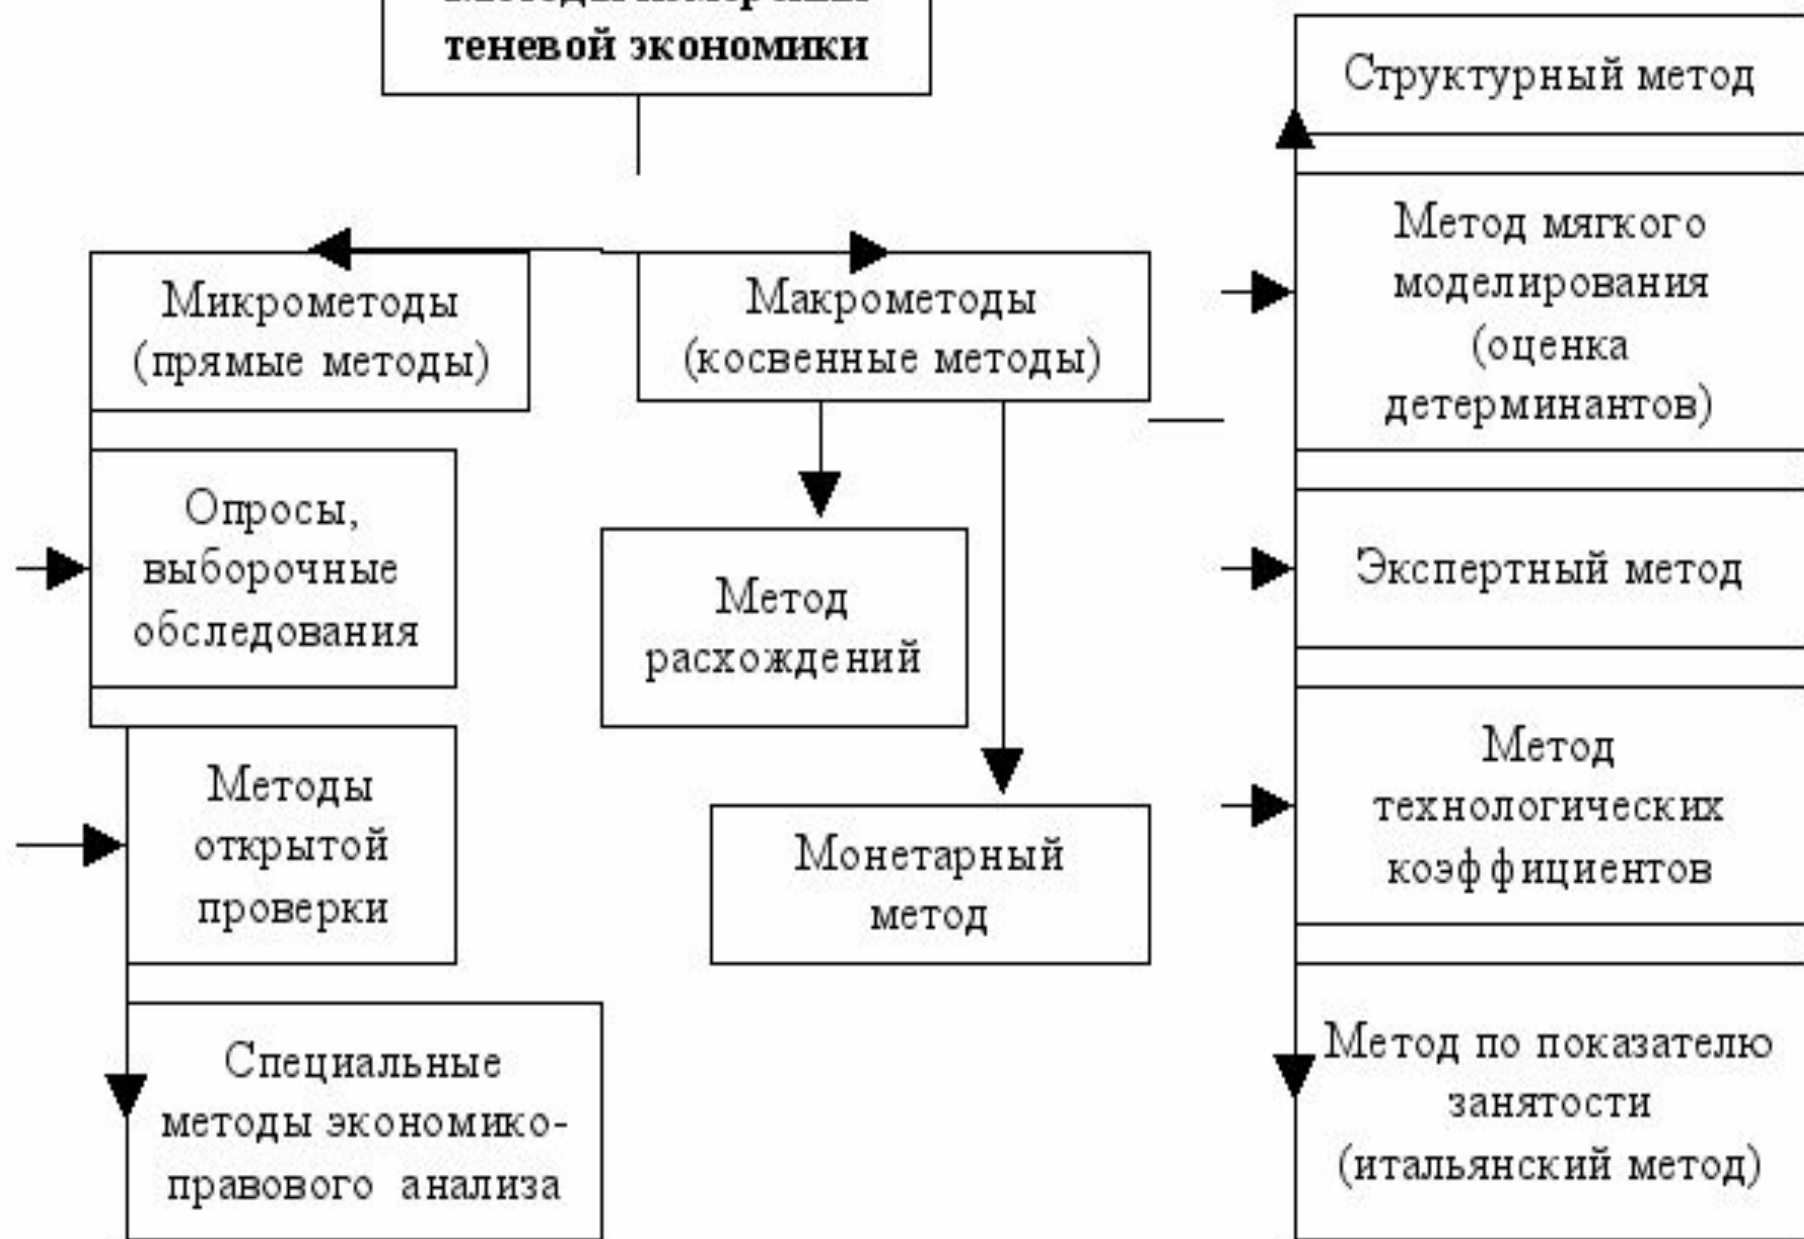 теневой экономики
Микрометоды
(прямые методы)
Опросы,
выборочные
обследования
Методы
открытой
проверки
Специальные
методы экономико-
правового анализа
Макрометоды
(косвенные методы)
Метод
расхождений
Монетарный
метод
Структурный метод
Метод мягкого
моделирования
(оценка
детерминантов)
Экспертный метод
Метод
технологических
коэффициентов
Метод по показателю
занятости
(итальянский метод)